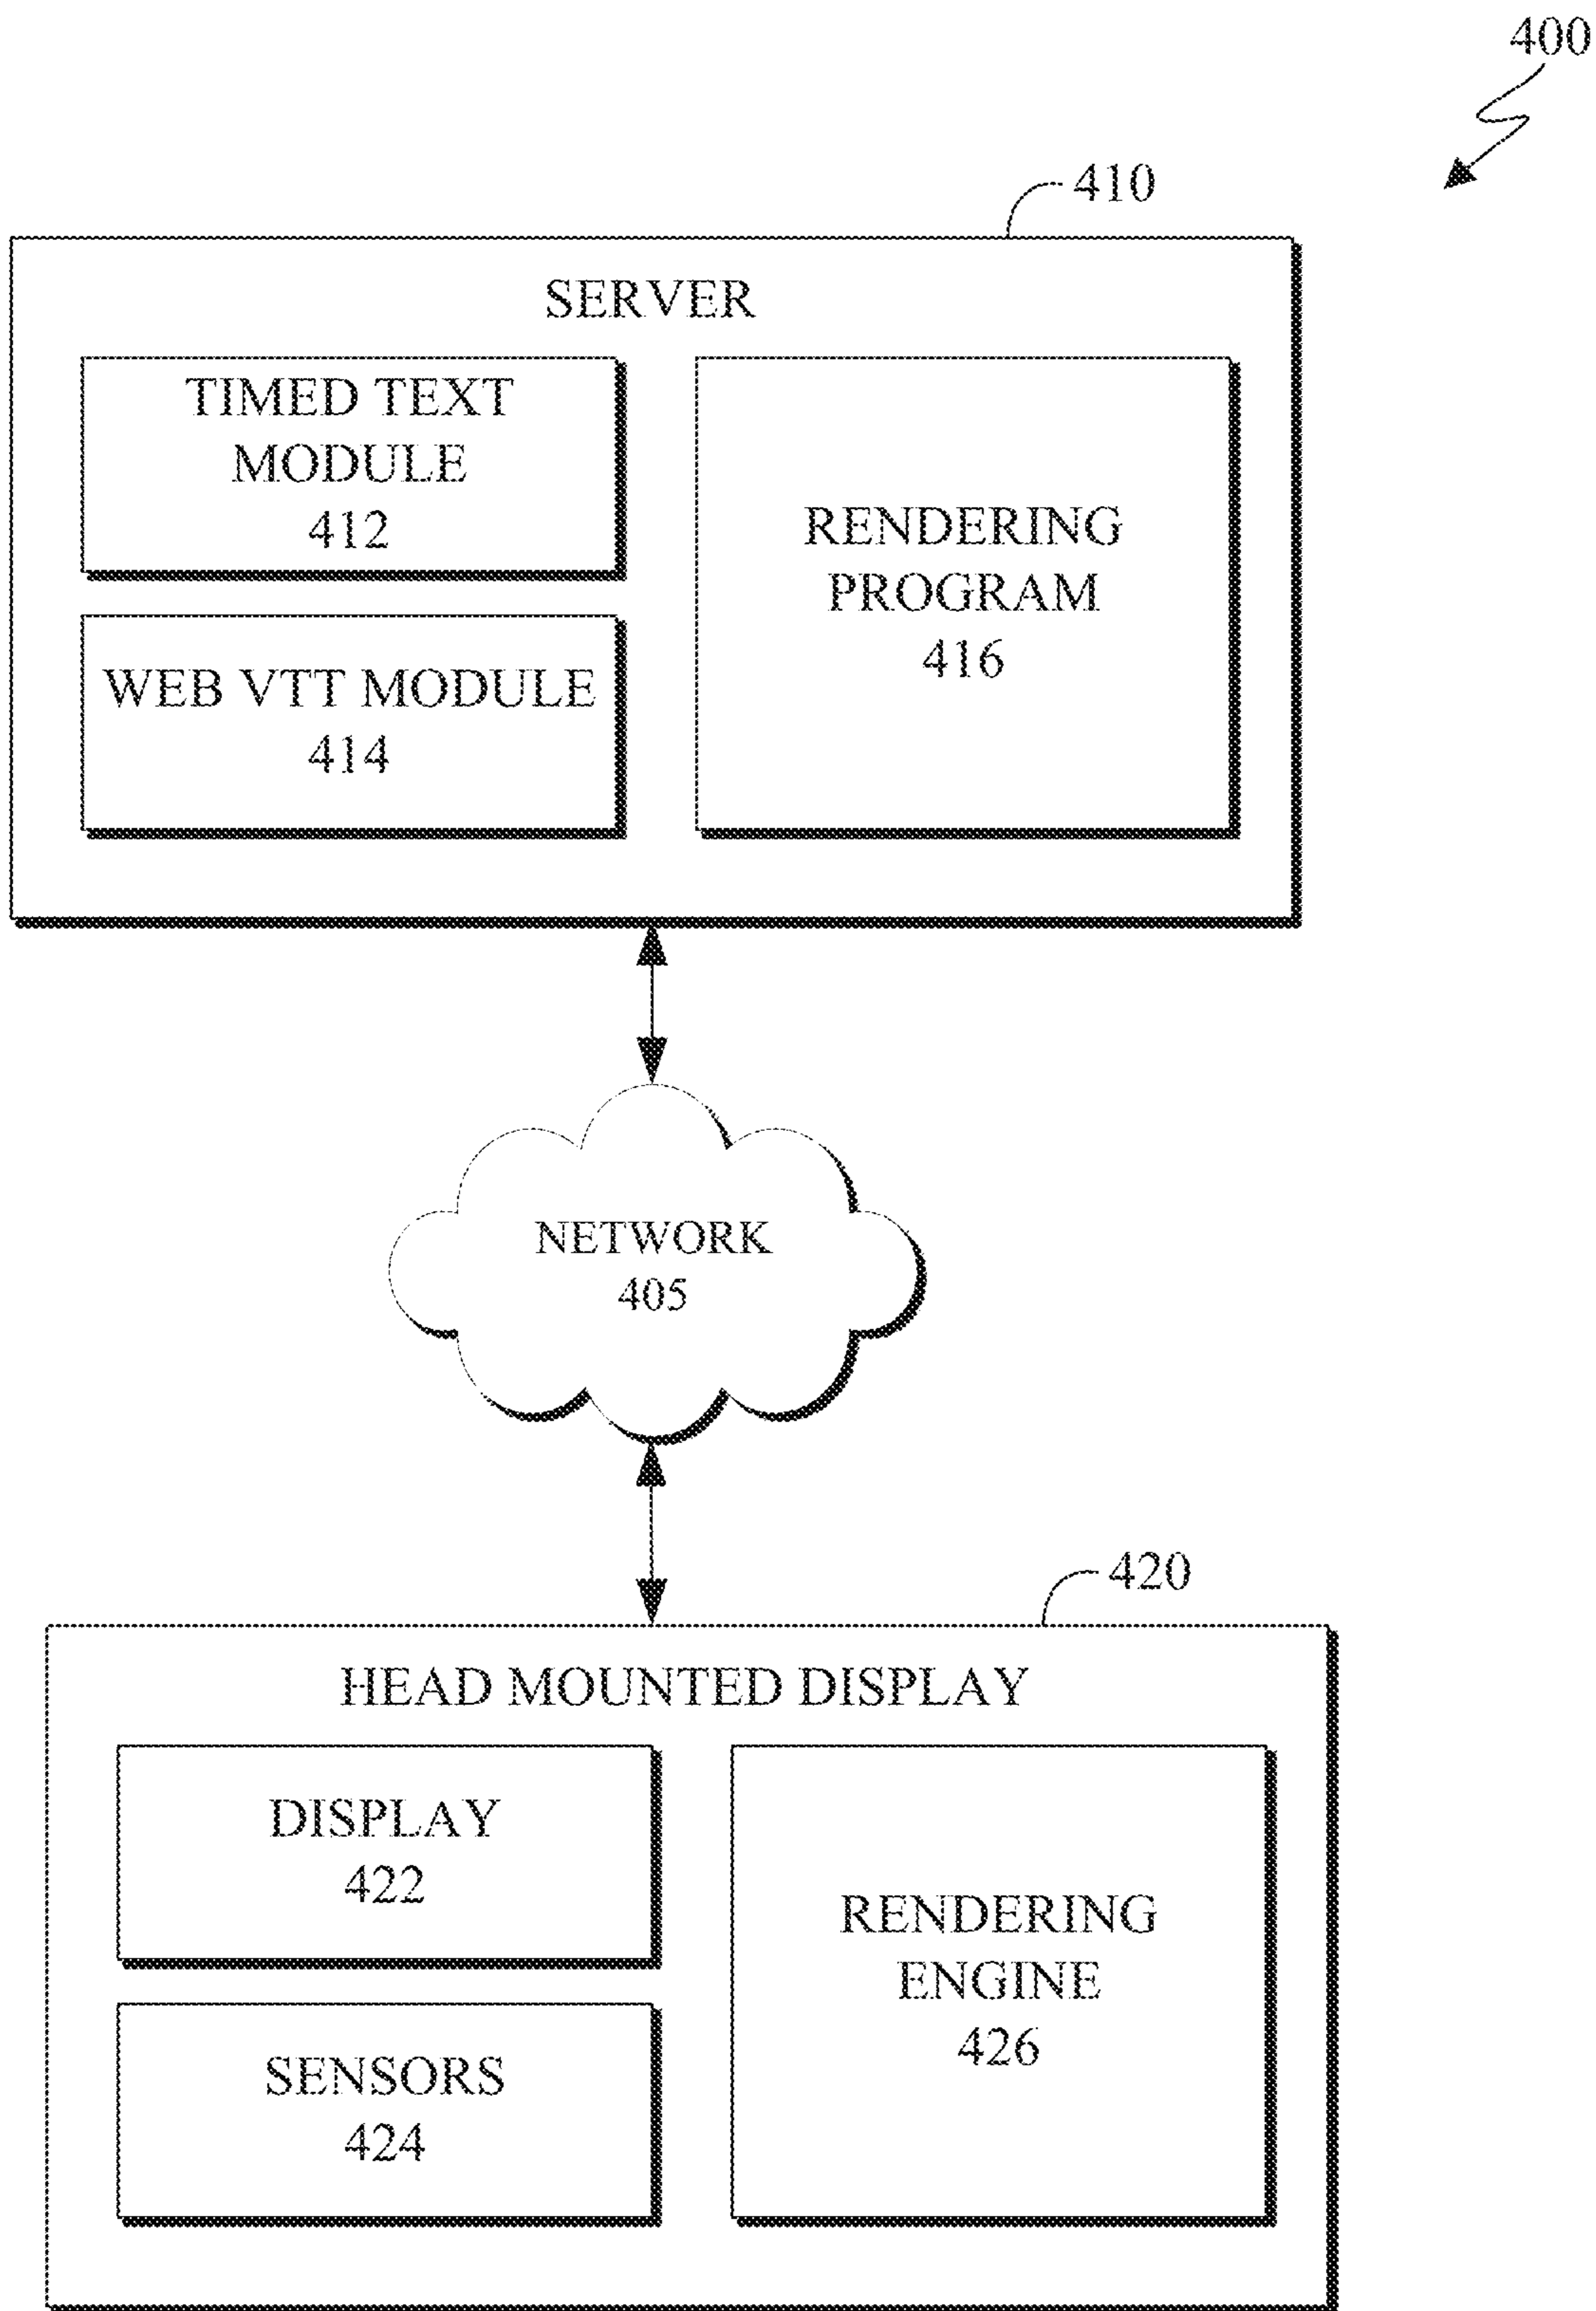 400
410
SERVER
TIMED TEXT
MODULE
412
WEB VTT MODULE
414
RENDERING
PROGRAM
416
NETWORK
405
420
HEAD MOUNTED DISPLAY
DISPLAY
422
SENSORS
424
RENDERING
ENGINE
426